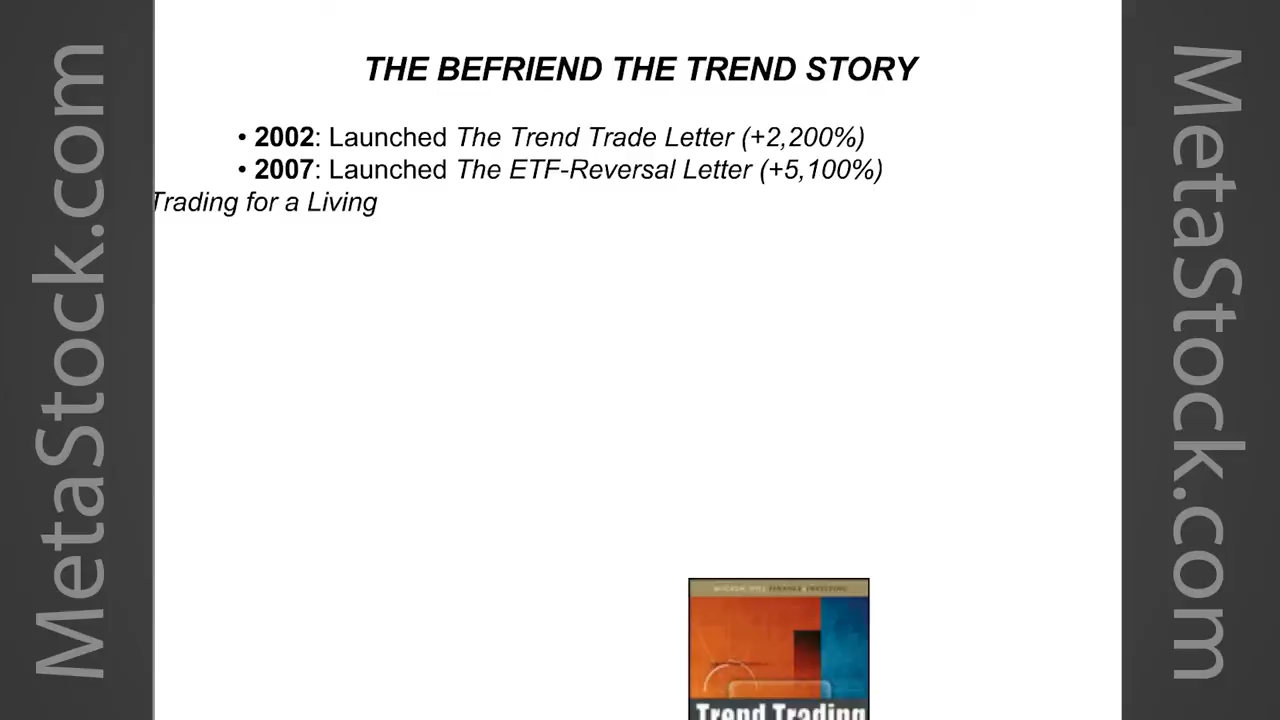 THE BEFRIEND THE TREND STORY
• 2002: Launched The Trend Trade Letter (+2,200%)
• 2007: Launched The ETF-Reversal Letter (+5,100%)
Trading for a Living
Trend Trading
MetaStock.com
MetaStock.com